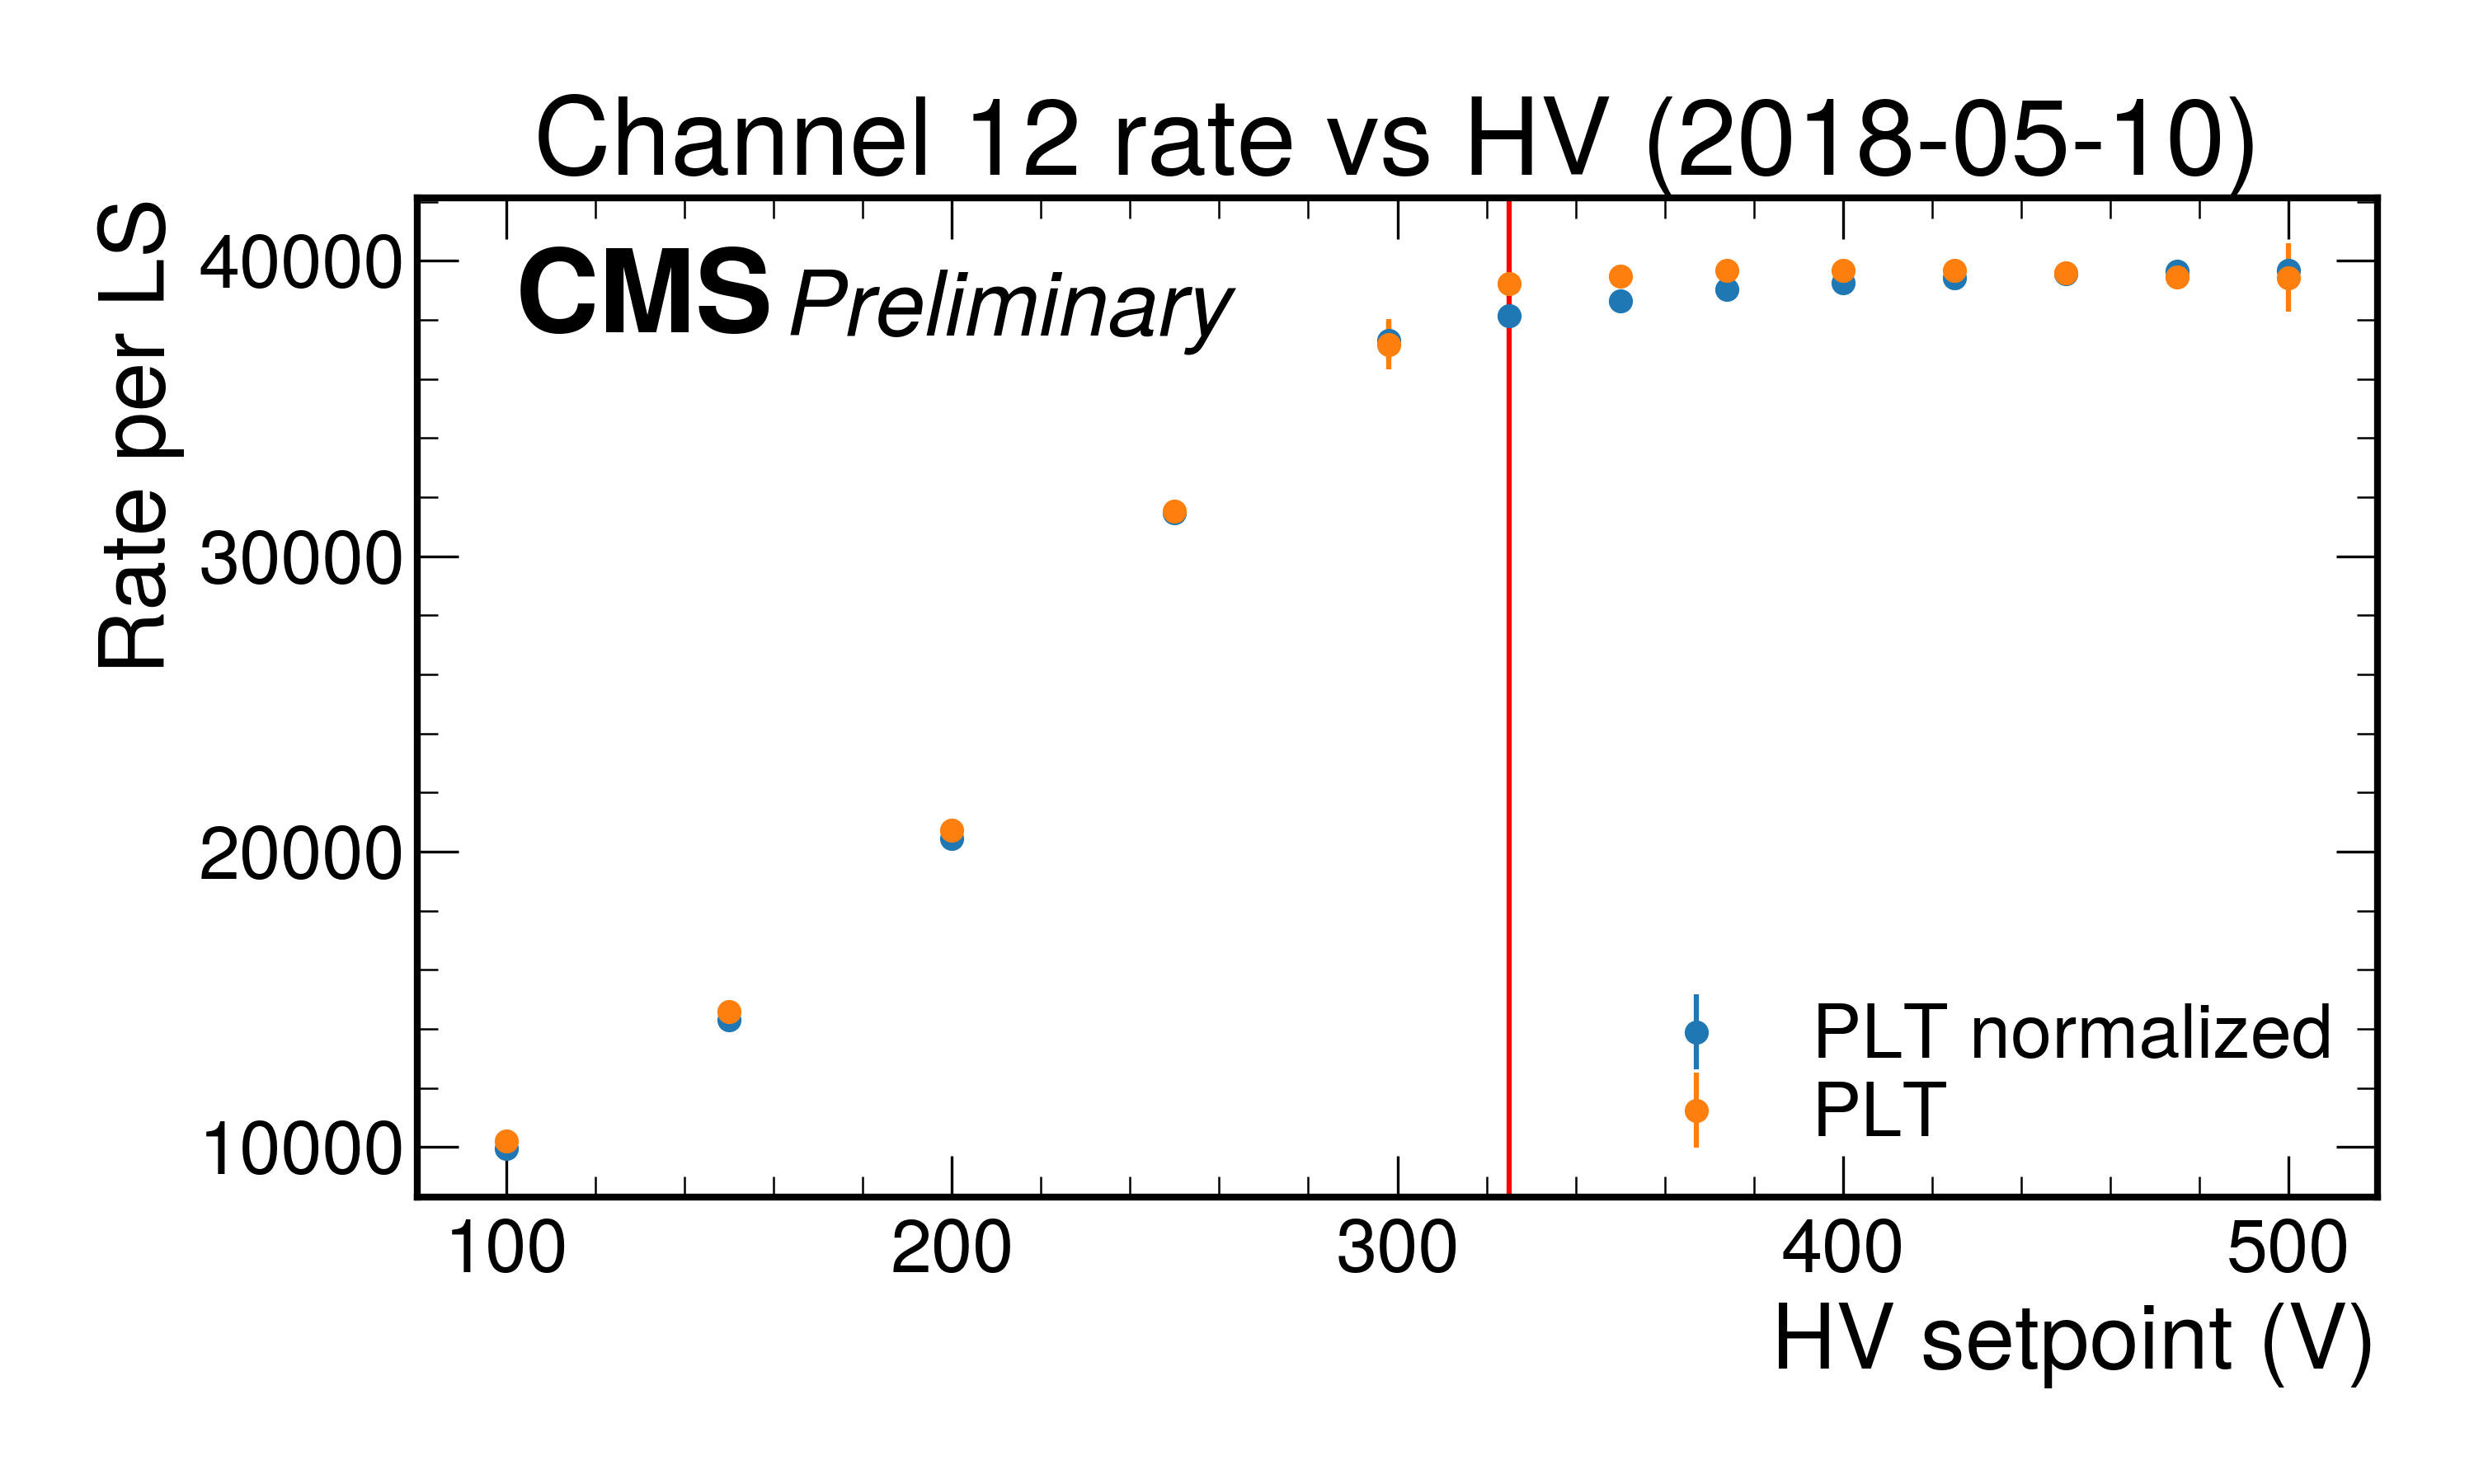 Channel 12 rate vs HV (2018-05-10)
CMS Preliminary
Rate per LS
40000
30000
20000
10000
PLT normalized
PLT
100 200 300 400 500
HV setpoint (V)